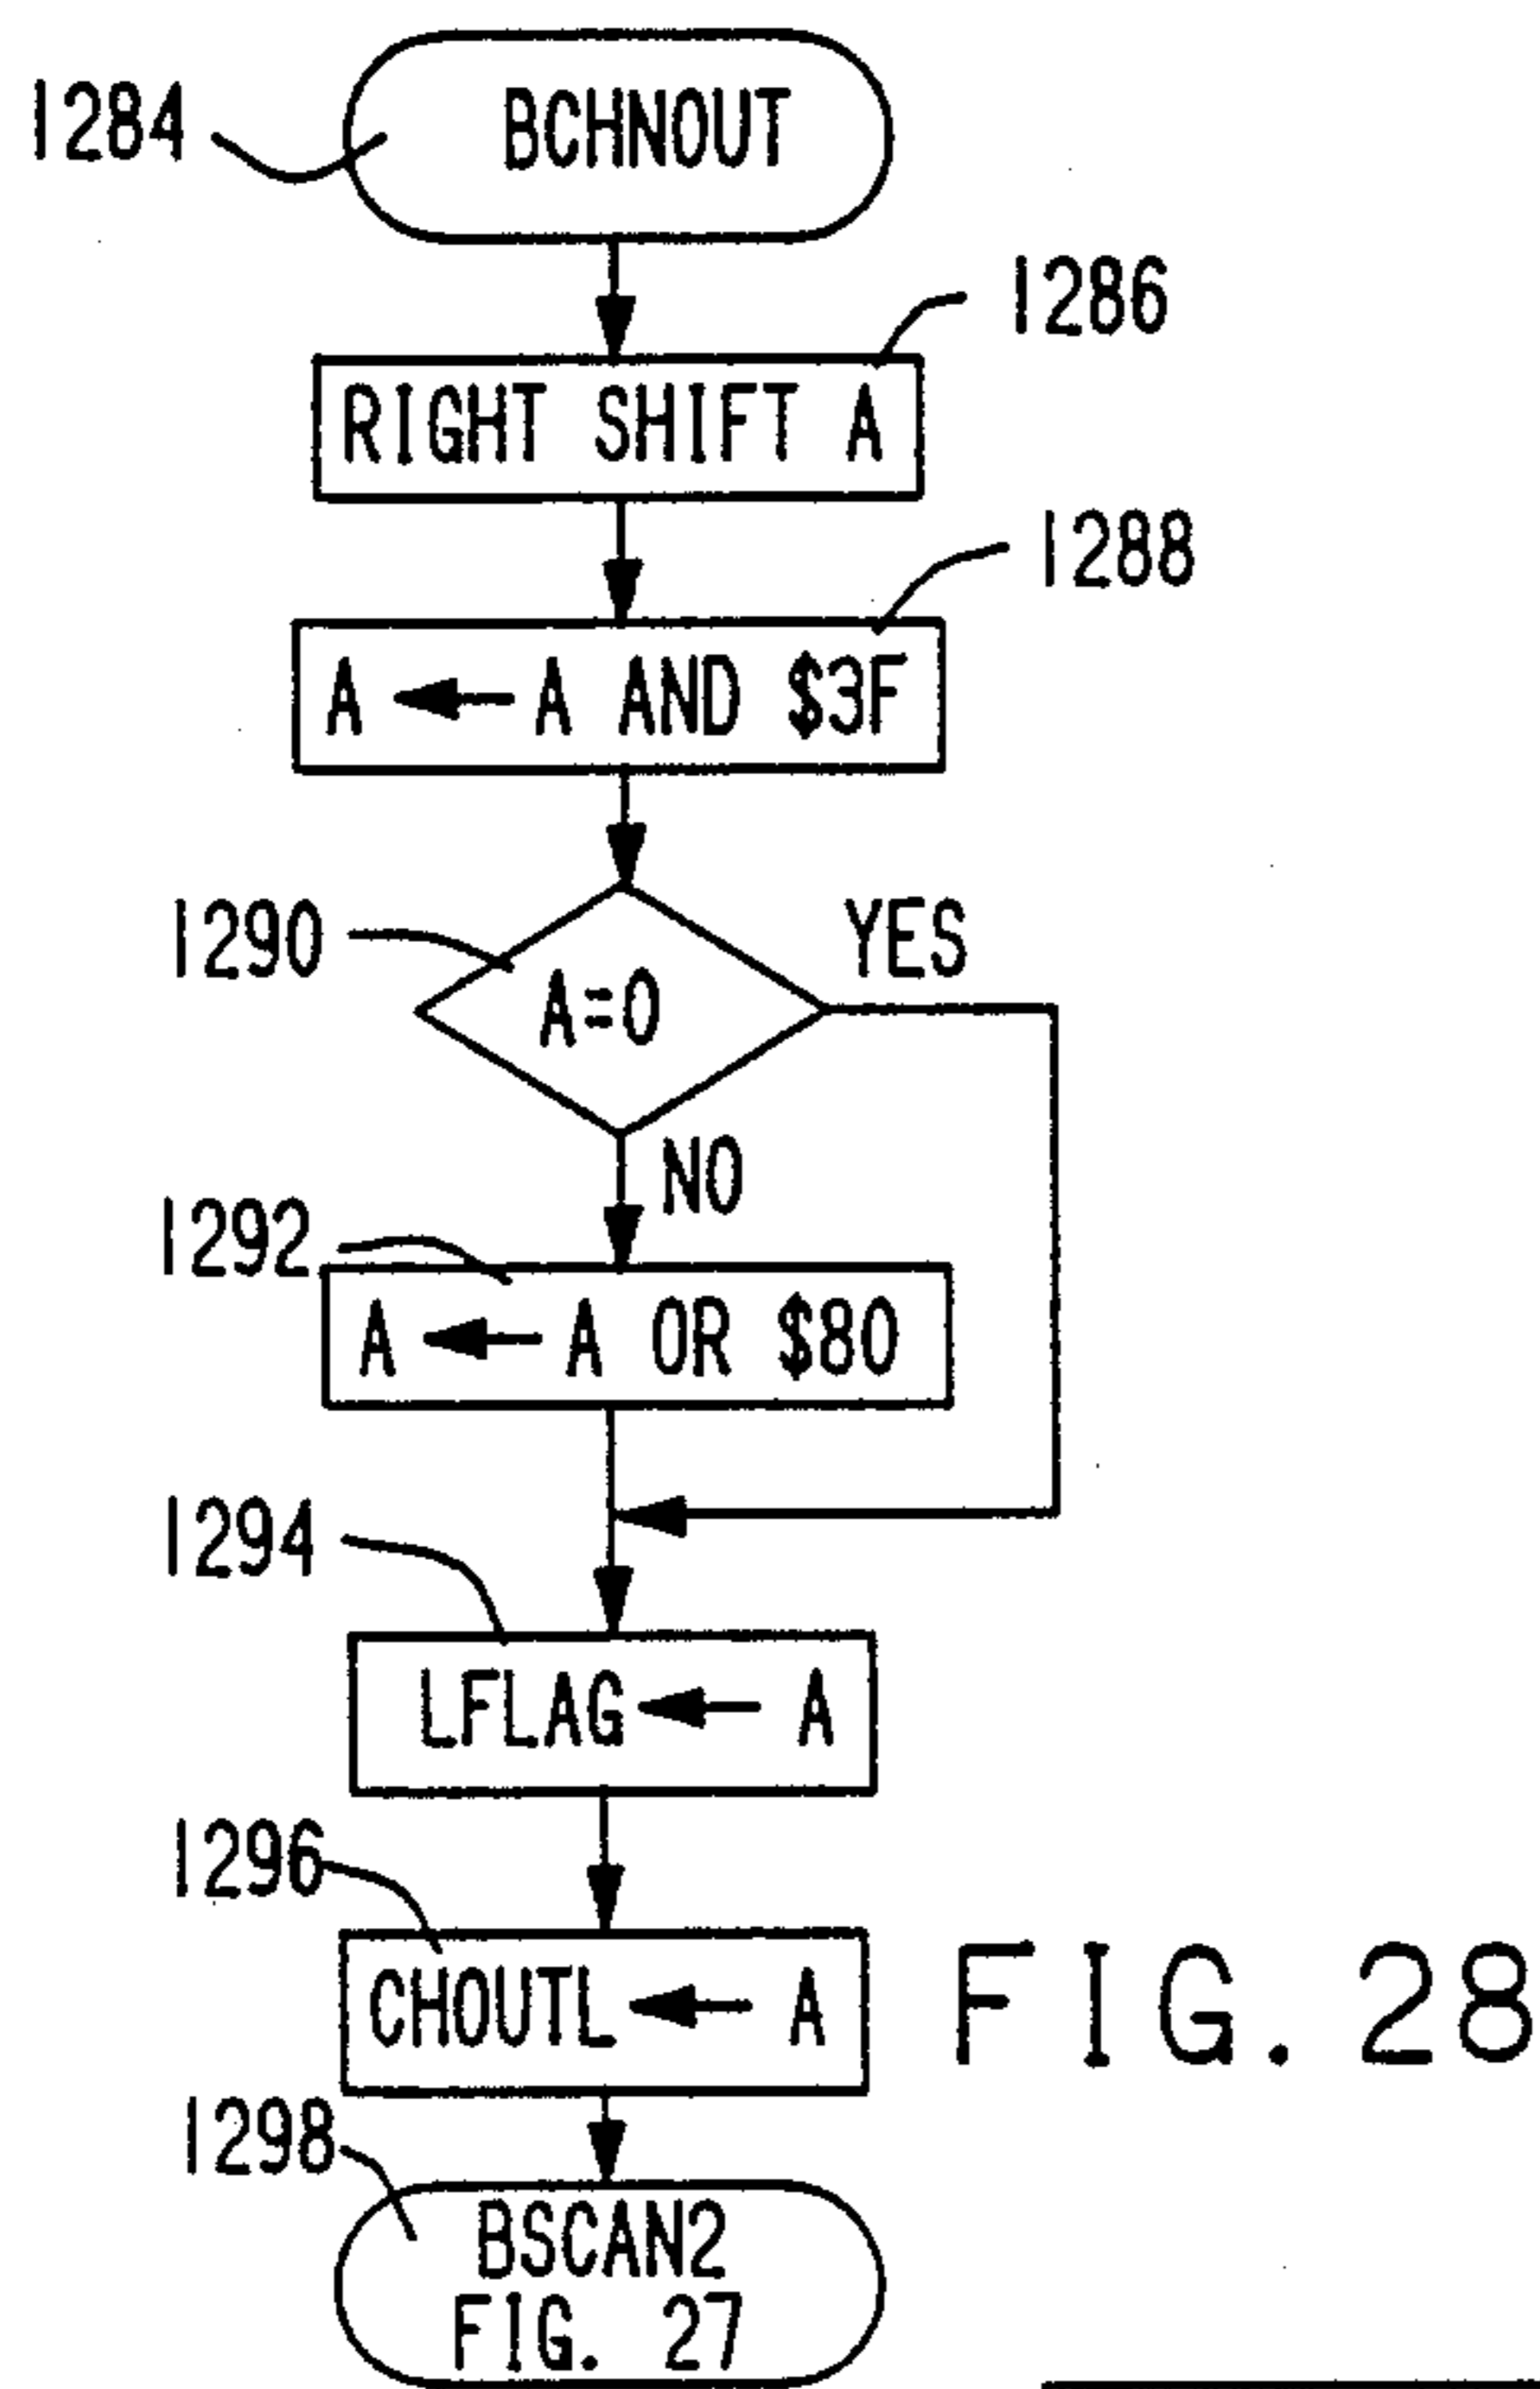 1284
BCHNOUT
1286
RIGHT SHIFT A
1288
A ← A AND $3F
1290
YES
A=0
NO
1292
A ← A OR $80
1294
LFLAG ← A
1296
CHOUTL ← A
FIG. 28
1298
BSCAN2
FIG. 27